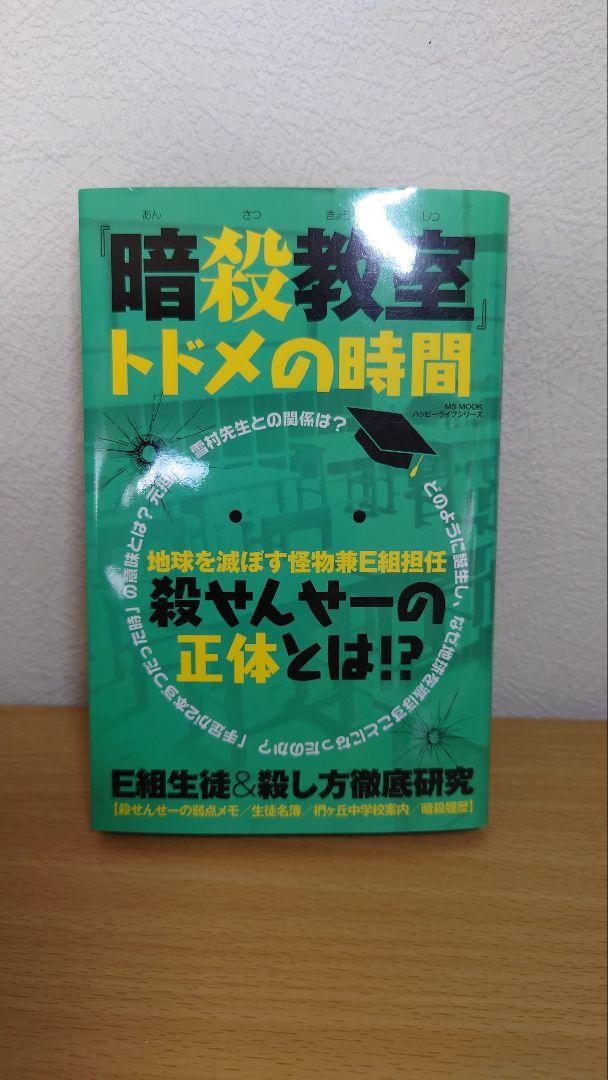 あん さつ きょう しつ
『暗殺教室』
トドメの時間
MS MOOK
ハッピーライフシリーズ
雪村先生との関係は?
どのように誕生し、なぜ地球を滅ぼすことになったのか?
「手足が2本ずつだった時」の意味とは?
地球を滅ぼす怪物兼E組担任
殺せんせーの
正体とは!?
E組生徒&殺し方徹底研究
【殺せんせーの弱点メモ/生徒名簿/椚ヶ丘中学校案内/暗殺履歴】